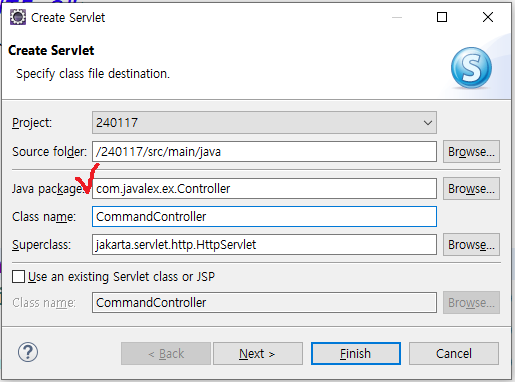 Create Servlet
Create Servlet
Specify class file destination.
S
Project: 240117
Source folder: /240117/src/main/java Browse...
Java package: com.javalex.ex.Controller Browse...
Class name: CommandController
Superclass: jakarta.servlet.http.HttpServlet Browse...
Use an existing Servlet class or JSP
Class name: CommandController Browse...
? < Back Next > Finish Cancel